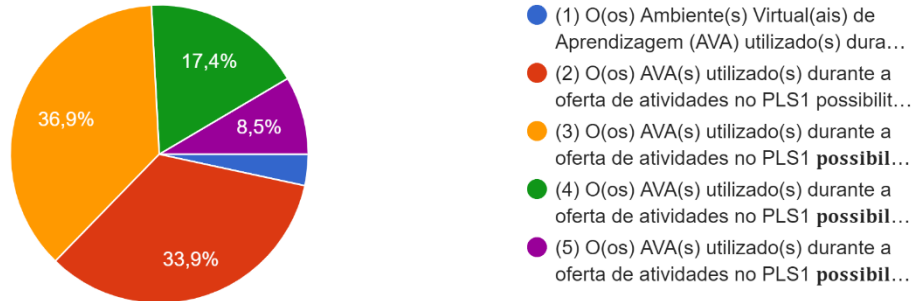 17,4%
8,5%
36,9%
33,9%
(1) O(os) Ambiente(s) Virtual(ais) de
Aprendizagem (AVA) utilizado(s) dura…
(2) O(os) AVA(s) utilizado(s) durante a
oferta de atividades no PLS1 possibilit…
(3) O(os) AVA(s) utilizado(s) durante a
oferta de atividades no PLS1 possibil…
(4) O(os) AVA(s) utilizado(s) durante a
oferta de atividades no PLS1 possibil…
(5) O(os) AVA(s) utilizado(s) durante a
oferta de atividades no PLS1 possibil…